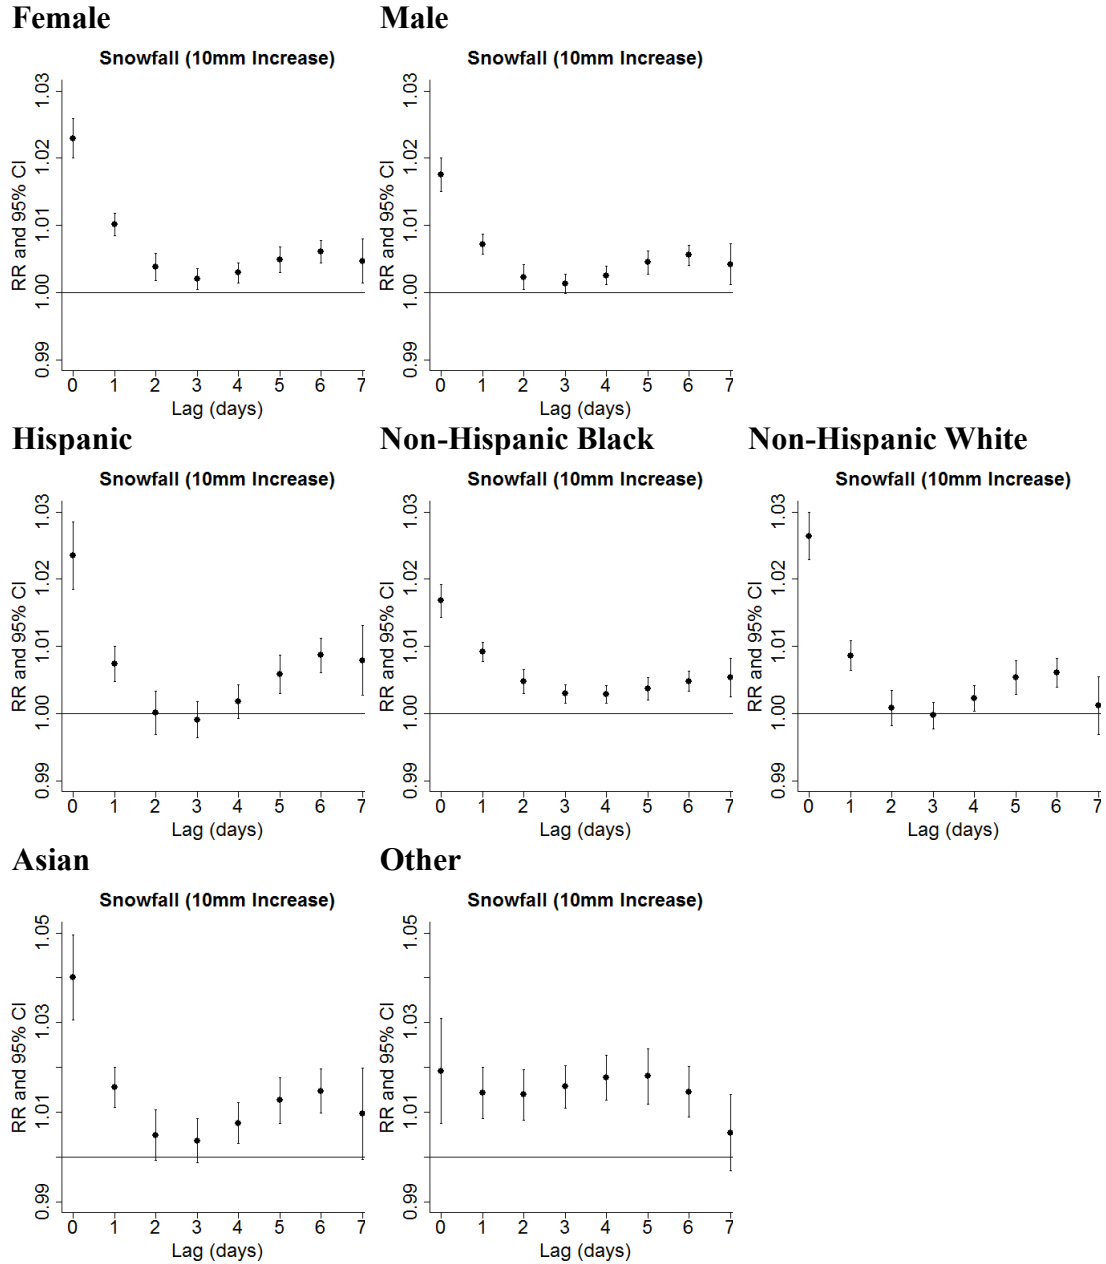 Female Male
Snowfall (10mm Increase) Snowfall (10mm Increase)
RR and 95% CI RR and 95% CI
1.03 1.03
1.02 1.02
1.01 1.01
1.00 1.00
0.99 0.99
0 1 2 3 4 5 6 7 0 1 2 3 4 5 6 7
Lag (days) Lag (days)
Hispanic Non-Hispanic Black Non-Hispanic White
Snowfall (10mm Increase) Snowfall (10mm Increase) Snowfall (10mm Increase)
RR and 95% CI RR and 95% CI RR and 95% CI
1.03 1.03 1.03
1.02 1.02 1.02
1.01 1.01 1.01
1.00 1.00 1.00
0.99 0.99 0.99
0 1 2 3 4 5 6 7 0 1 2 3 4 5 6 7 0 1 2 3 4 5 6 7
Lag (days) Lag (days) Lag (days)
Asian Other
Snowfall (10mm Increase) Snowfall (10mm Increase)
RR and 95% CI RR and 95% CI
1.05 1.05
1.03 1.03
1.01 1.01
0.99 0.99
0 1 2 3 4 5 6 7 0 1 2 3 4 5 6 7
Lag (days) Lag (days)